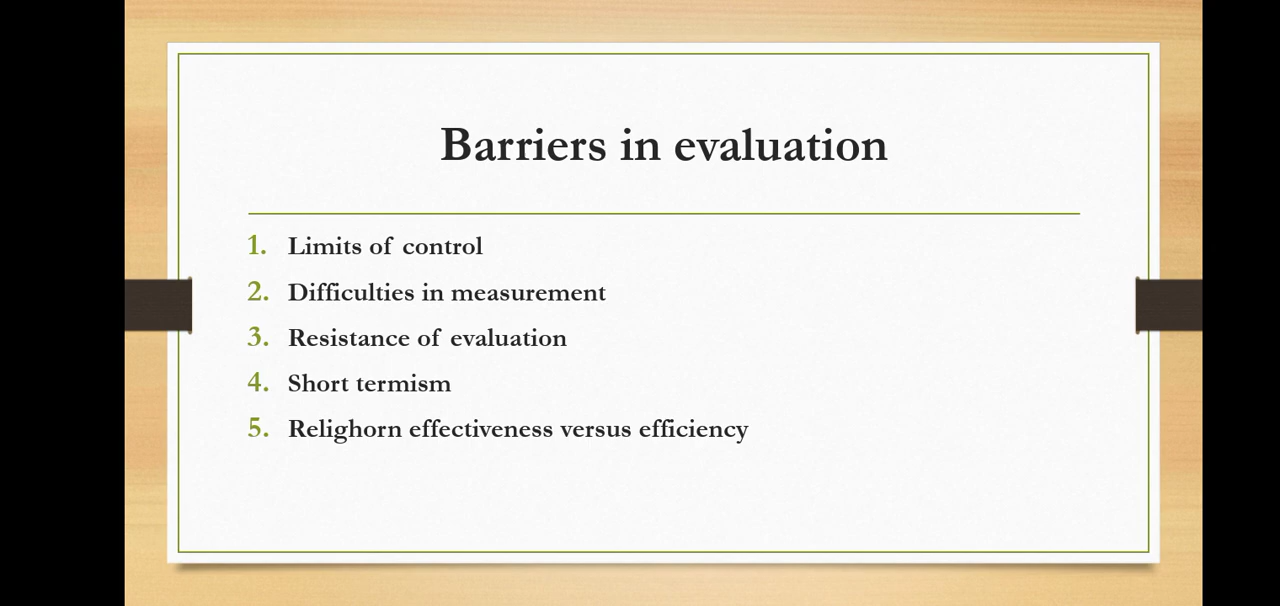 Barriers in evaluation
1. Limits of control
2. Difficulties in measurement
3. Resistance of evaluation
4. Short termism
5. Relighorn effectiveness versus efficiency